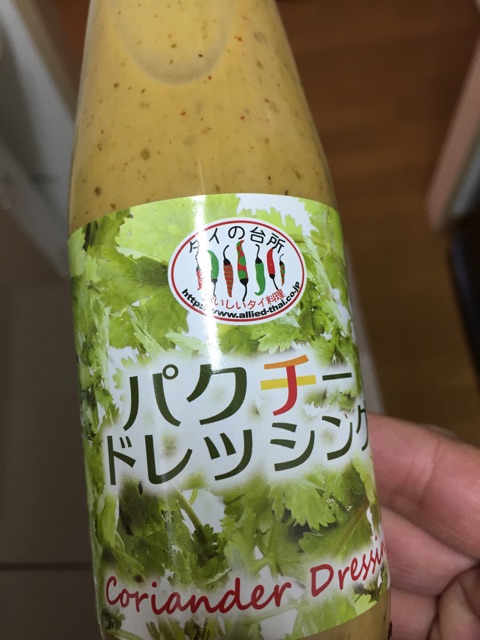 タイの台所
おいしいタイ料理
http://www.allied-thai.co.jp
パクチー
ドレッシング
Coriander Dressin